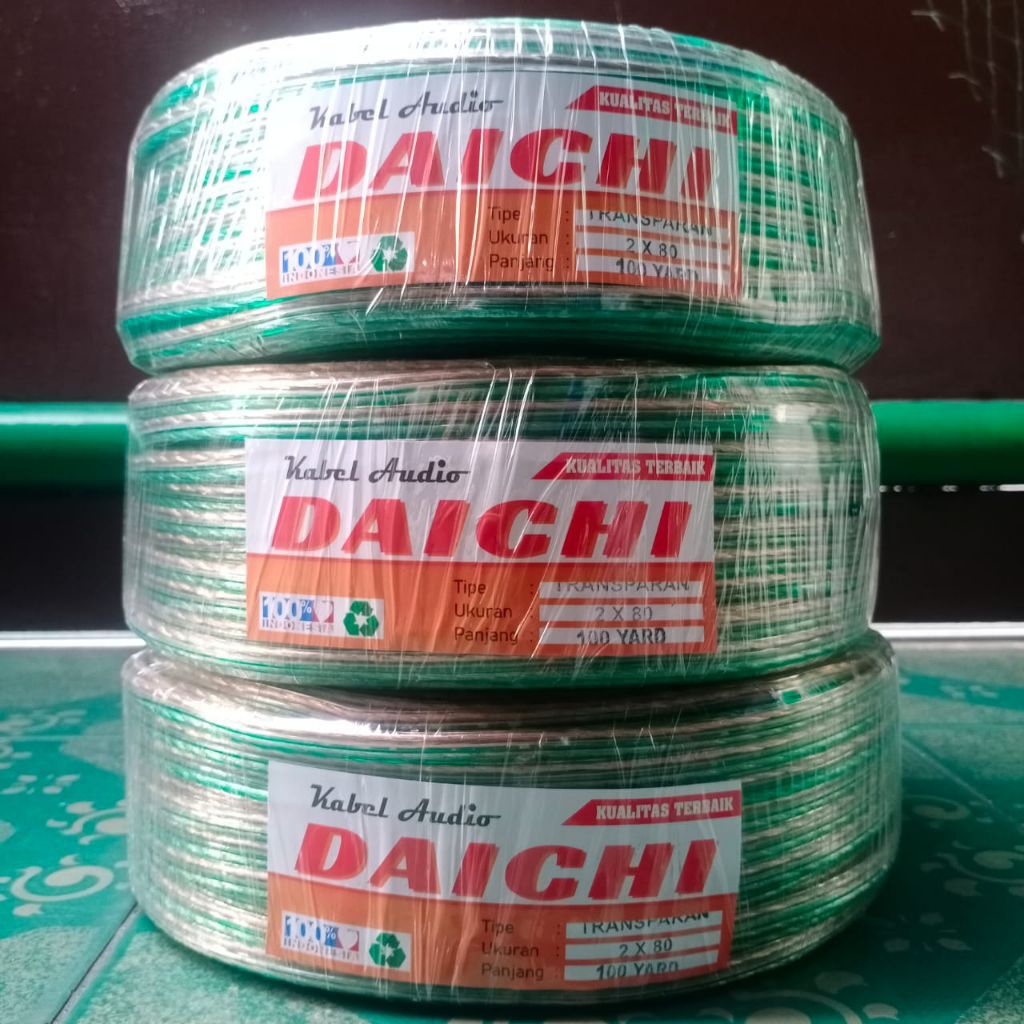 Kabel Audio
KUALITAS TERBAIK
DAICHI
Tipe : TRANSPARAN
Ukuran : 2 X 80
Panjang : 100 YARD
100%
INDONESIA
Kabel Audio
KUALITAS TERBAIK
DAICHI
Tipe : TRANSPARAN
Ukuran : 2 X 80
Panjang : 100 YARD
100%
INDONESIA
Kabel Audio
KUALITAS TERBAIK
DAICHI
Tipe : TRANSPARAN
Ukuran : 2 X 80
Panjang : 100 YARD
100%
INDONESIA